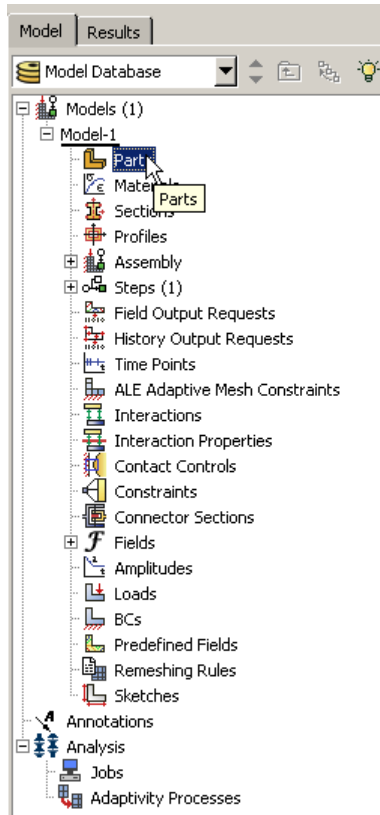 Model Results
Model Database
Models (1)
Model-1
Part
Parts
Sections
Profiles
Assembly
Steps (1)
Field Output Requests
History Output Requests
Time Points
ALE Adaptive Mesh Constraints
Interactions
Interaction Properties
Contact Controls
Constraints
Connector Sections
Fields
Amplitudes
Loads
BCs
Predefined Fields
Remeshing Rules
Sketches
Annotations
Analysis
Jobs
Adaptivity Processes